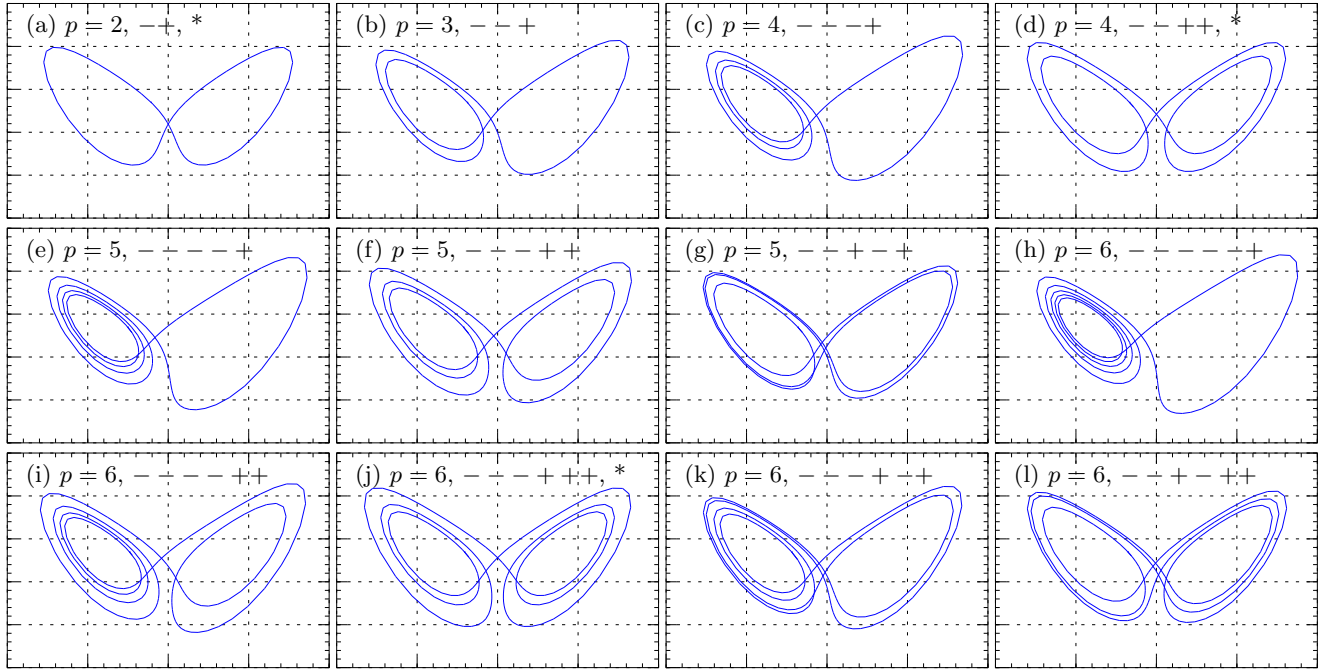 (a) p = 2, −+, *
(b) p = 3, − − +
(c) p = 4, − − − +
(d) p = 4, − − ++, *
(e) p = 5, − − − − +
(f) p = 5, − − − + +
(g) p = 5, − − + − +
(h) p = 6, − − − − − +
(i) p = 6, − − − − ++
(j) p = 6, − − − + ++, *
(k) p = 6, − − − + − +
(l) p = 6, − − + − ++